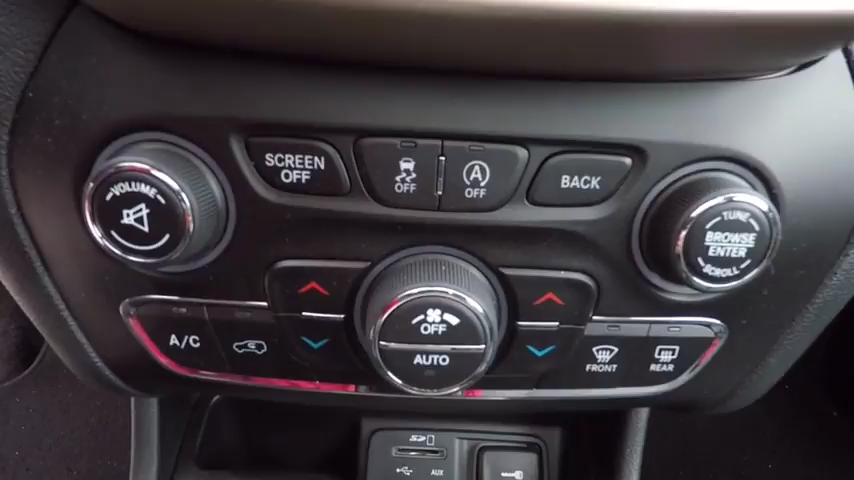 VOLUME
SCREEN
OFF
OFF
A
OFF
BACK
TUNE
BROWSE
ENTER
SCROLL
A/C
OFF
AUTO
FRONT
REAR
SD
AUX